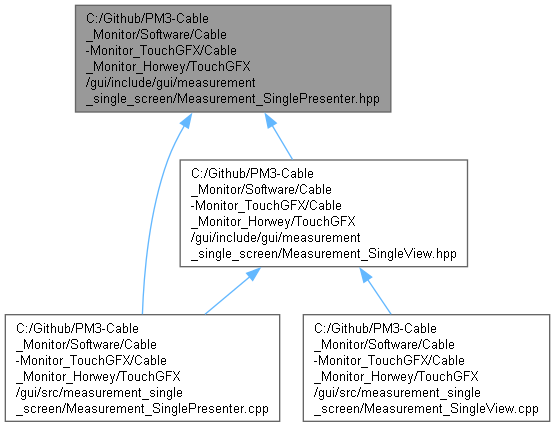 C:/Github/PM3-Cable
_Monitor/Software/Cable
-Monitor_TouchGFX/Cable
_Monitor_Horwey/TouchGFX
/gui/include/gui/measurement
_single_screen/Measurement_SinglePresenter.hpp
C:/Github/PM3-Cable
_Monitor/Software/Cable
-Monitor_TouchGFX/Cable
_Monitor_Horwey/TouchGFX
/gui/include/gui/measurement
_single_screen/Measurement_SingleView.hpp
C:/Github/PM3-Cable
_Monitor/Software/Cable
-Monitor_TouchGFX/Cable
_Monitor_Horwey/TouchGFX
/gui/src/measurement_single
_screen/Measurement_SinglePresenter.cpp
C:/Github/PM3-Cable
_Monitor/Software/Cable
-Monitor_TouchGFX/Cable
_Monitor_Horwey/TouchGFX
/gui/src/measurement_single
_screen/Measurement_SingleView.cpp